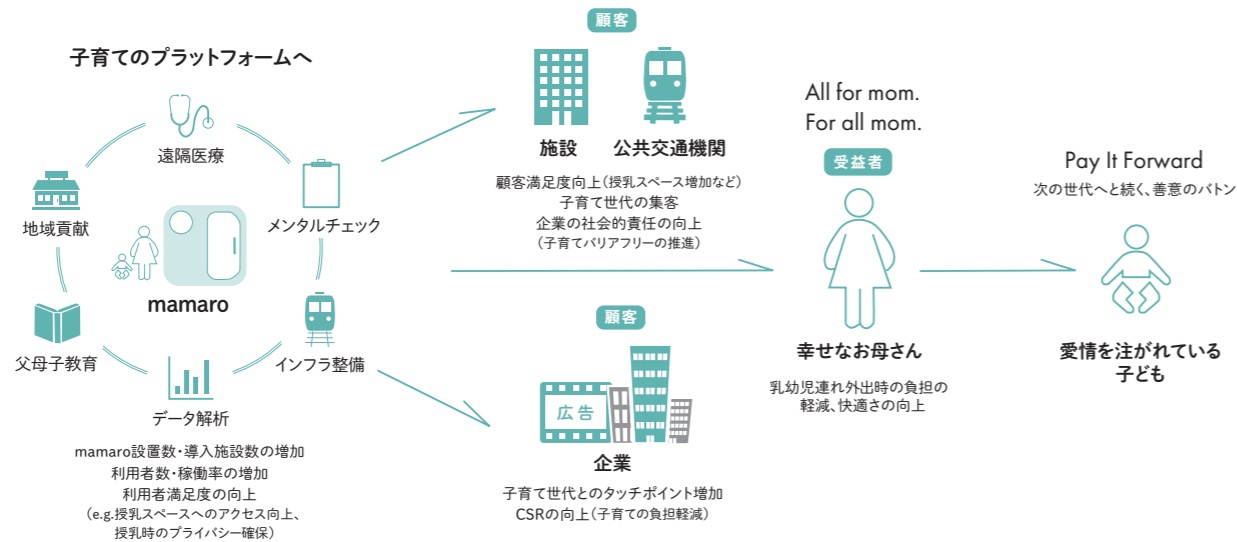 子育てのプラットフォームへ
遠隔医療
メンタルチェック
インフラ整備
データ解析
父母子教育
地域貢献
mamaro
mamaro設置数・導入施設数の増加
利用者数・稼働率の増加
利用者満足度の向上
（e.g.授乳スペースへのアクセス向上、
授乳時のプライバシー確保）
顧客
施設
公共交通機関
顧客満足度向上（授乳スペース増加など）
子育て世代の集客
企業の社会的責任の向上
（子育てバリアフリーの推進）
顧客
広告
企業
子育て世代とのタッチポイント増加
CSRの向上（子育ての負担軽減）
All for mom.
For all mom.
受益者
幸せなお母さん
乳幼児連れ外出時の負担の
軽減、快適さの向上
Pay It Forward
次の世代へと続く、善意のバトン
愛情を注がれている
子ども